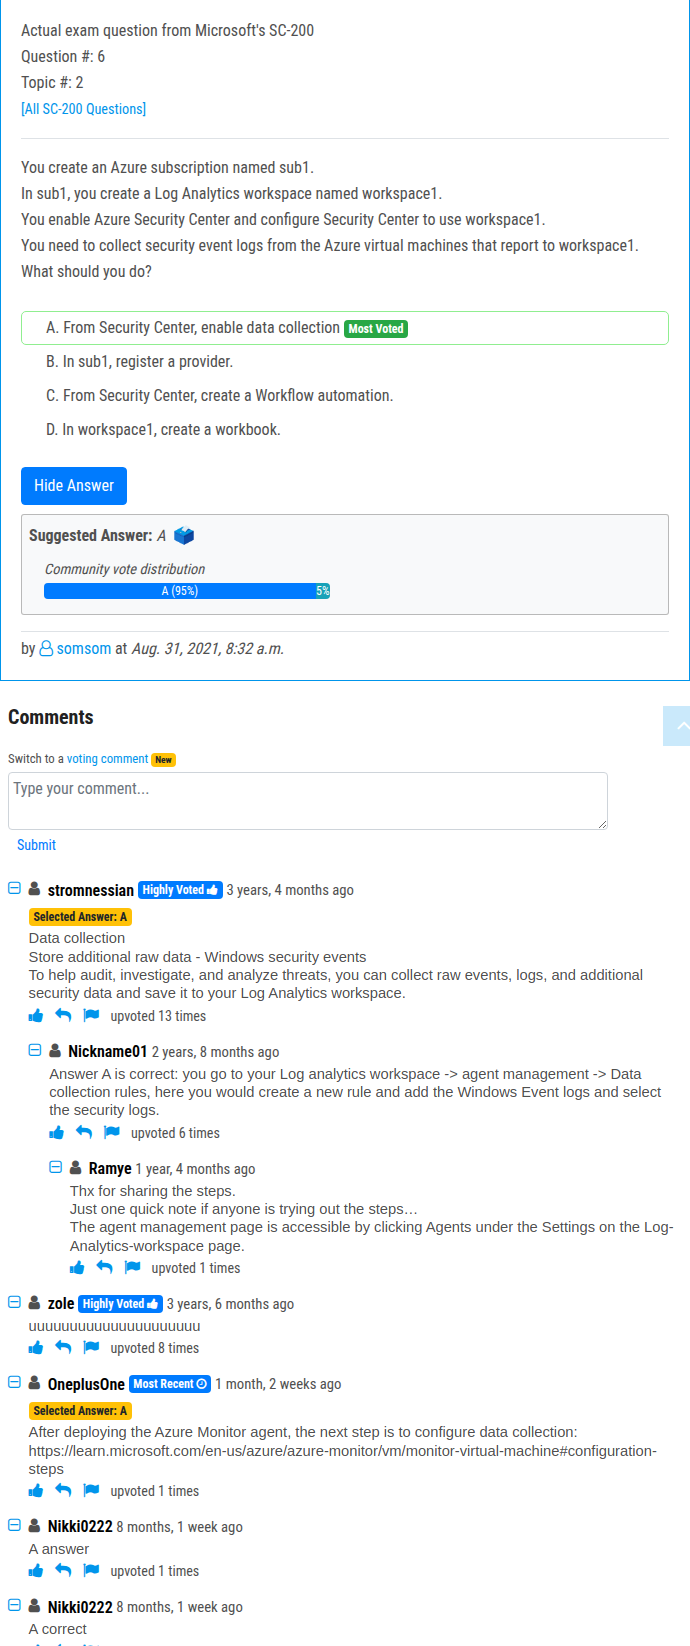 Actual exam question from Microsoft's SC-200
Question #: 6
Topic #: 2
[All SC-200 Questions]
You create an Azure subscription named sub1.
In sub1, you create a Log Analytics workspace named workspace1.
You enable Azure Security Center and configure Security Center to use workspace1.
You need to collect security event logs from the Azure virtual machines that report to workspace1.
What should you do?
A. From Security Center, enable data collection Most Voted
B. In sub1, register a provider.
C. From Security Center, create a Workflow automation.
D. In workspace1, create a workbook.
Hide Answer
Suggested Answer: A
Community vote distribution
A (95%) 5%
by somsom at Aug. 31, 2021, 8:32 a.m.
Comments
Switch to a voting comment New
Type your comment...
Submit
stromnessian Highly Voted 3 years, 4 months ago
Selected Answer: A
Data collection
Store additional raw data - Windows security events
To help audit, investigate, and analyze threats, you can collect raw events, logs, and additional
security data and save it to your Log Analytics workspace.
upvoted 13 times
Nickname01 2 years, 8 months ago
Answer A is correct: you go to your Log analytics workspace -> agent management -> Data
collection rules, here you would create a new rule and add the Windows Event logs and select
the security logs.
upvoted 6 times
Ramye 1 year, 4 months ago
Thx for sharing the steps.
Just one quick note if anyone is trying out the steps…
The agent management page is accessible by clicking Agents under the Settings on the Log-
Analytics-workspace page.
upvoted 1 times
zole Highly Voted 3 years, 6 months ago
upvoted 8 times
OneplusOne Most Recent 1 month, 2 weeks ago
Selected Answer: A
After deploying the Azure Monitor agent, the next step is to configure data collection:
https://learn.microsoft.com/en-us/azure/azure-monitor/vm/monitor-virtual-machine#configuration-
steps
upvoted 1 times
Nikki0222 8 months, 1 week ago
A answer
upvoted 1 times
Nikki0222 8 months, 1 week ago
A correct